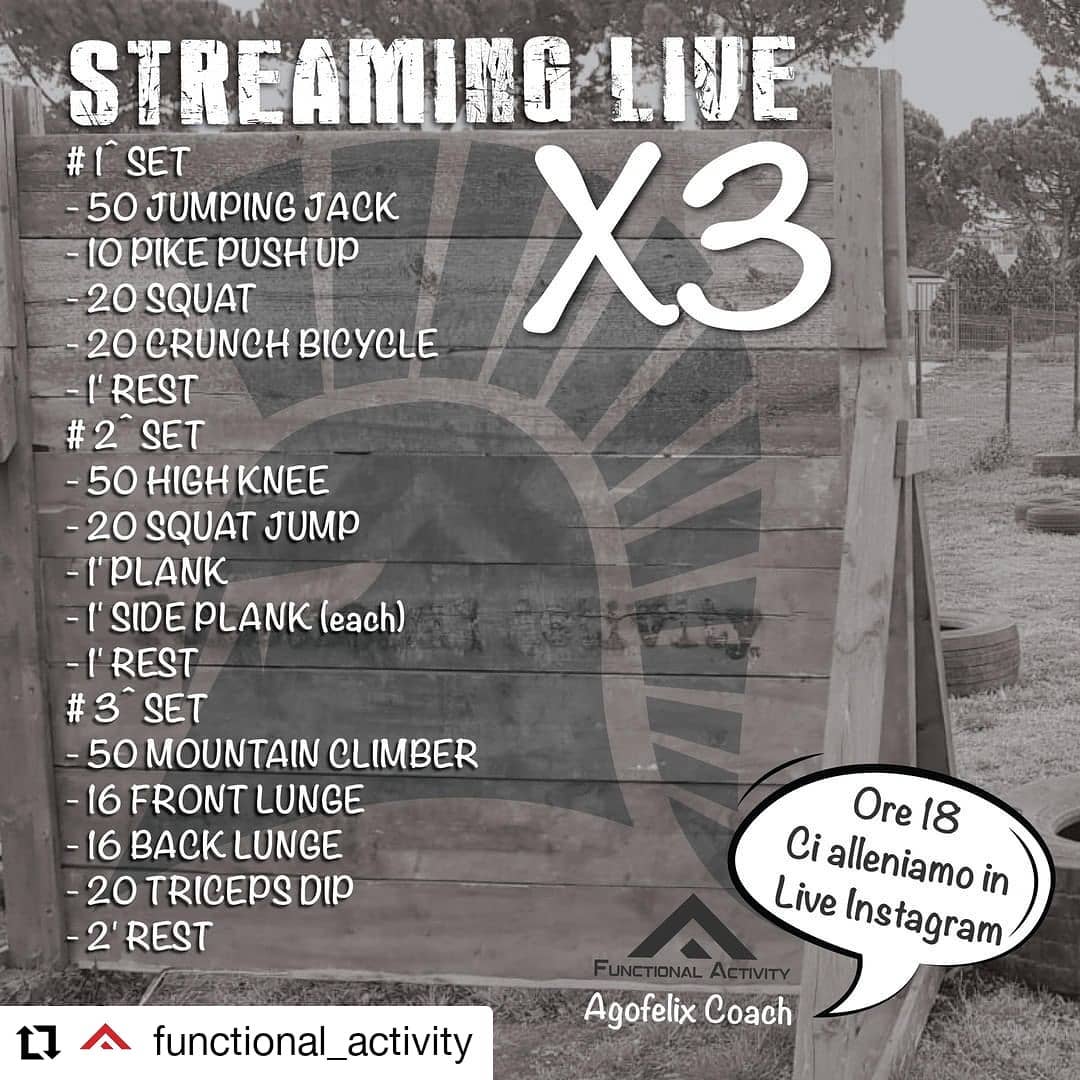 STREAMING LIVE
X3
# 1^ SET
- 50 JUMPING JACK
- 10 PIKE PUSH UP
- 20 SQUAT
- 20 CRUNCH BICYCLE
- 1' REST
# 2^ SET
- 50 HIGH KNEE
- 20 SQUAT JUMP
- 1' PLANK
- 1' SIDE PLANK (each)
- 1' REST
# 3^ SET
- 50 MOUNTAIN CLIMBER
- 16 FRONT LUNGE
- 16 BACK LUNGE
- 20 TRICEPS DIP
- 2' REST
Ore 18
Ci alleniamo in
Live Instagram
FUNCTIONAL ACTIVITY
Agofelix Coach
functional_activity